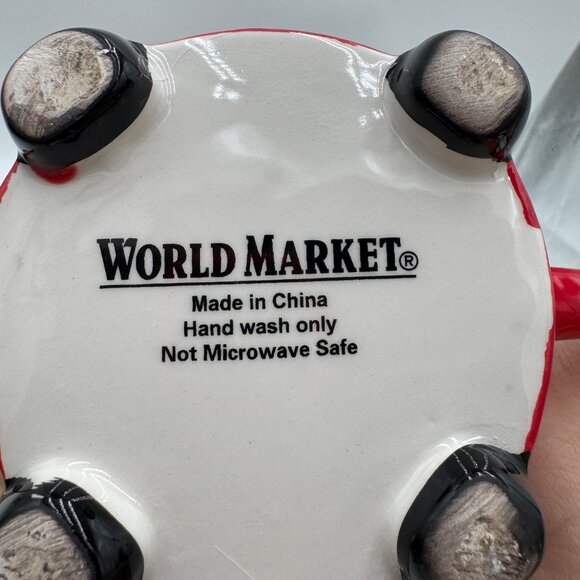 WORLD MARKET®
Made in China
Hand wash only
Not Microwave Safe